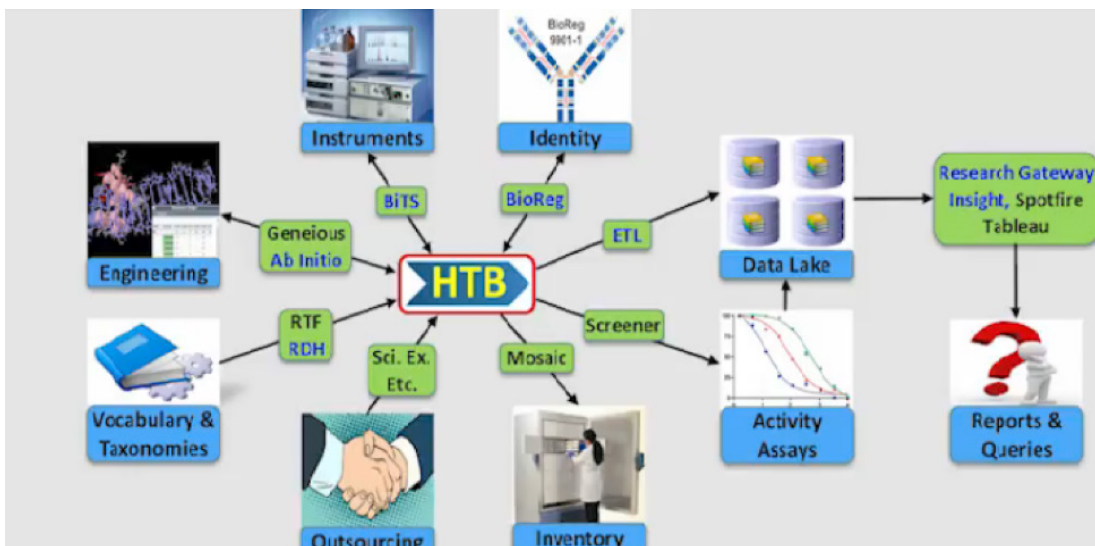 BioReg
9901-1
Instruments
Identity
BiTS
BioReg
Research Gateway
Insight, Spotfire
Tableau
Geneious
Ab Initio
ETL
Engineering
Data Lake
HTB
RTF
RDH
Screener
Sci. Ex.
Etc.
Mosaic
Vocabulary &
Taxonomies
Activity
Assays
Reports &
Queries
Outsourcing
Inventory